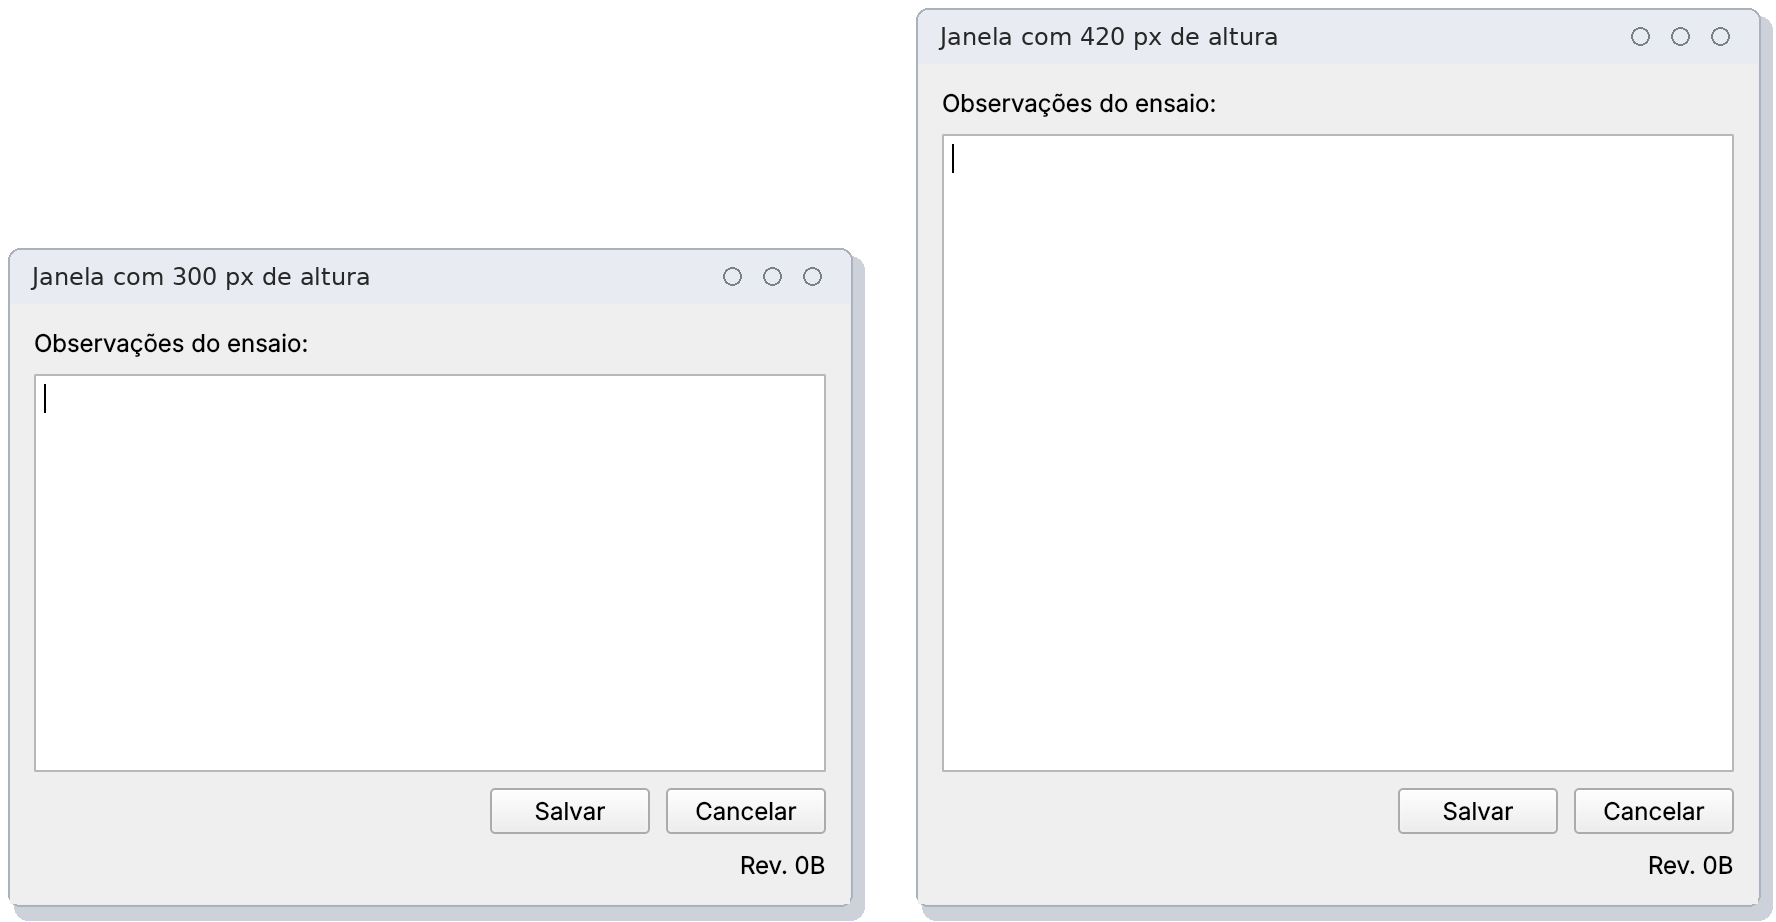 Janela com 300 px de altura
Observações do ensaio:
Salvar
Cancelar
Rev. 0B
Janela com 420 px de altura
Observações do ensaio:
Salvar
Cancelar
Rev. 0B